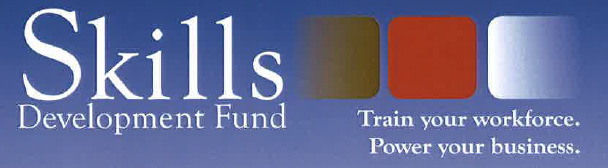 Skills
Development Fund
Train your workforce.
Power your business.